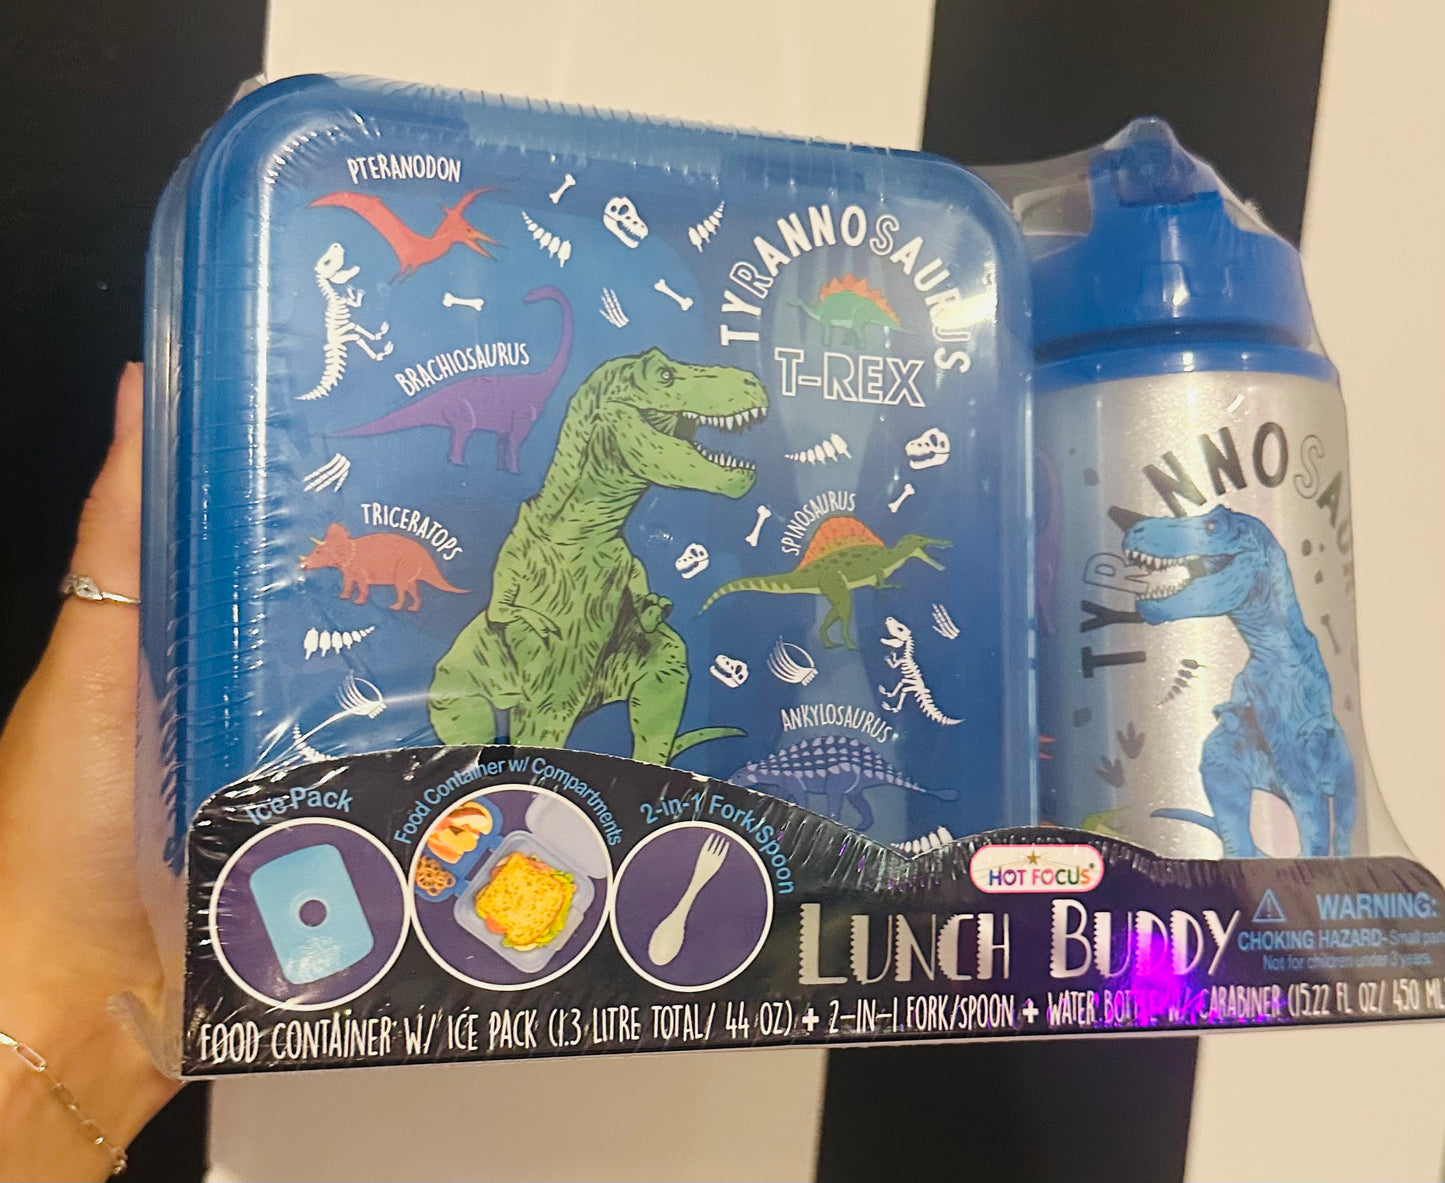 PTERANODON
TYRANNOSAURUS
T-REX
BRACHIOSAURUS
TRICERATOPS
SPINOSAURUS
ANKYLOSAURUS
TYRANNOSAU
Ice Pack
Food Container w/ Compartments
2-in-1 Fork/Spoon
HOT FOCUS®
LUNCH BUDDY
WARNING:
CHOKING HAZARD- Small
Not for children under 3 years.
FOOD CONTAINER W/ ICE PACK (1.3 LITRE TOTAL/ 44 OZ) + 2-IN-1 FORK/SPOON + WATER BOTTLE W/ CARABINER (15.22 FL OZ/ 450 ML